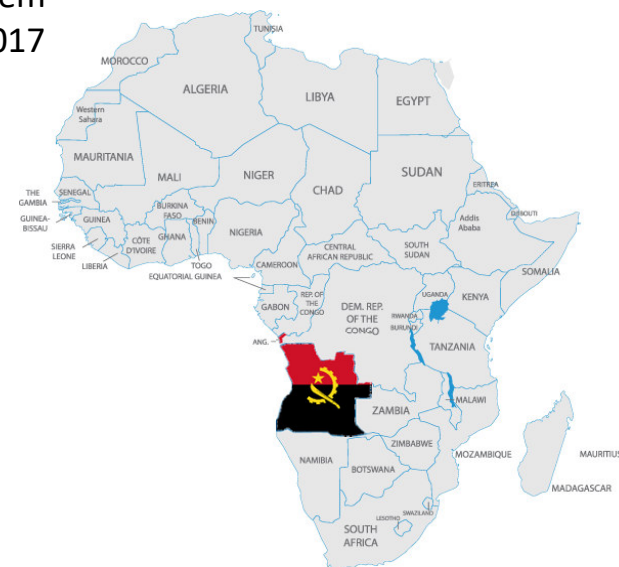 em
017
TUNISIA
MOROCCO
ALGERIA
LIBYA
EGYPT
Western
Sahara
MAURITANIA
MALI
NIGER
CHAD
SUDAN
ERITREA
THE
GAMBIA
SENEGAL
GUINEA-
BISSAU
GUINEA
SIERRA
LEONE
LIBERIA
CÔTE
D'IVOIRE
BURKINA
FASO
GHANA
BENIN
TOGO
NIGERIA
EQUATORIAL GUINEA
CAMEROON
CENTRAL
AFRICAN REPUBLIC
SOUTH
SUDAN
Addis
Ababa
DJIBOUTI
SOMALIA
GABON
REP. OF
THE
CONGO
DEM. REP.
OF THE
CONGO
UGANDA
KENYA
RWANDA
BURUNDI
TANZANIA
ANG.
ZAMBIA
MALAWI
MOZAMBIQUE
ZIMBABWE
NAMIBIA
BOTSWANA
MAURITIUS
MADAGASCAR
SWAZILAND
LESOTHO
SOUTH
AFRICA